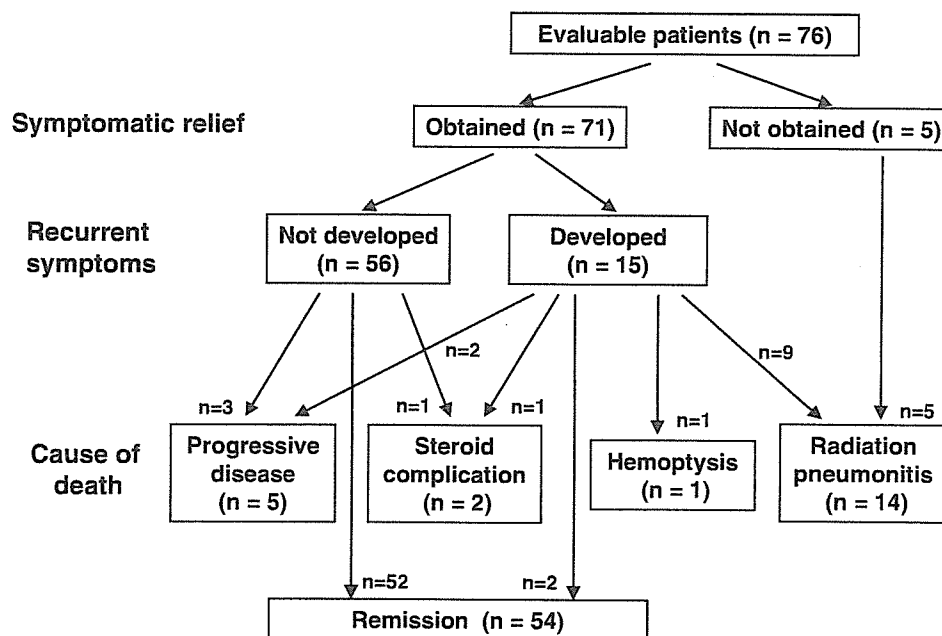 Evaluable patients (n = 76)
Symptomatic relief
Obtained (n = 71)
Not obtained (n = 5)
Recurrent
symptoms
Not developed
(n = 56)
Developed
(n = 15)
n=2
n=9
n=3
n=1
n=1
n=1
n=5
Cause of
death
Progressive
disease
(n = 5)
Steroid
complication
(n = 2)
Hemoptysis
(n = 1)
Radiation
pneumonitis
(n = 14)
n=52
n=2
Remission (n = 54)